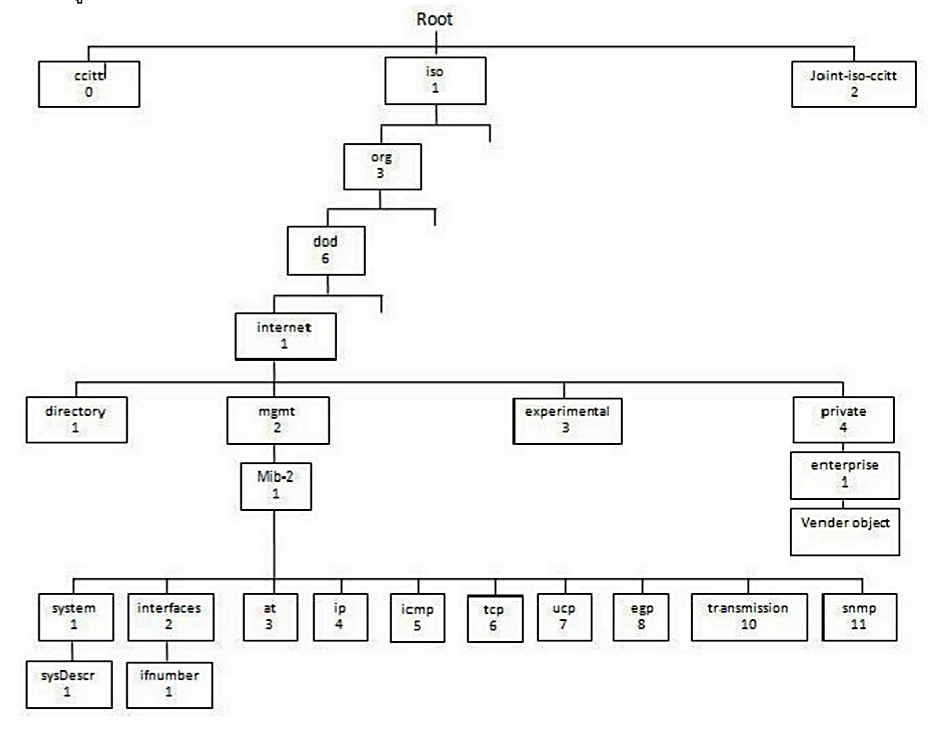 Root
ccitt
0
iso
1
Joint-iso-ccitt
2
org
3
dod
6
internet
1
directory
1
mgmt
2
experimental
3
private
4
Mib-2
1
enterprise
1
Vender object
system
1
interfaces
2
at
3
ip
4
icmp
5
tcp
6
ucp
7
egp
8
transmission
10
snmp
11
sysDescr
1
ifnumber
1